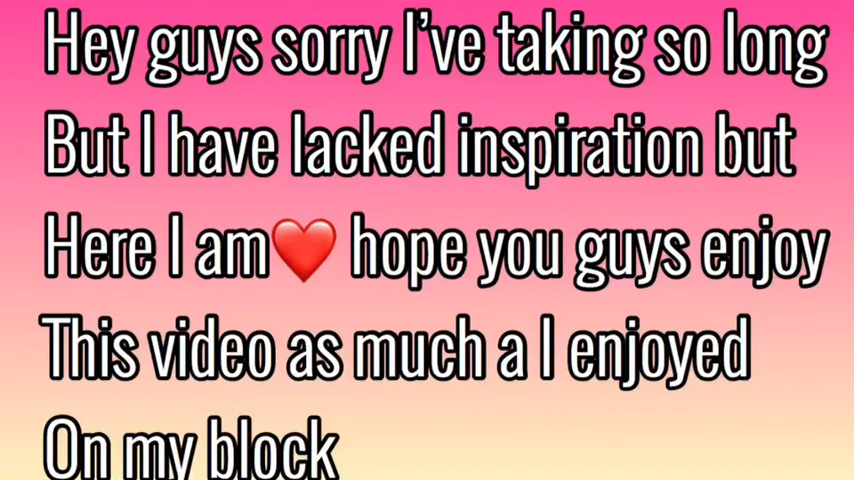 Hey guys sorry I’ve taking so long
But I have lacked inspiration but
Here I am❤️ hope you guys enjoy
This video as much a I enjoyed
On my block